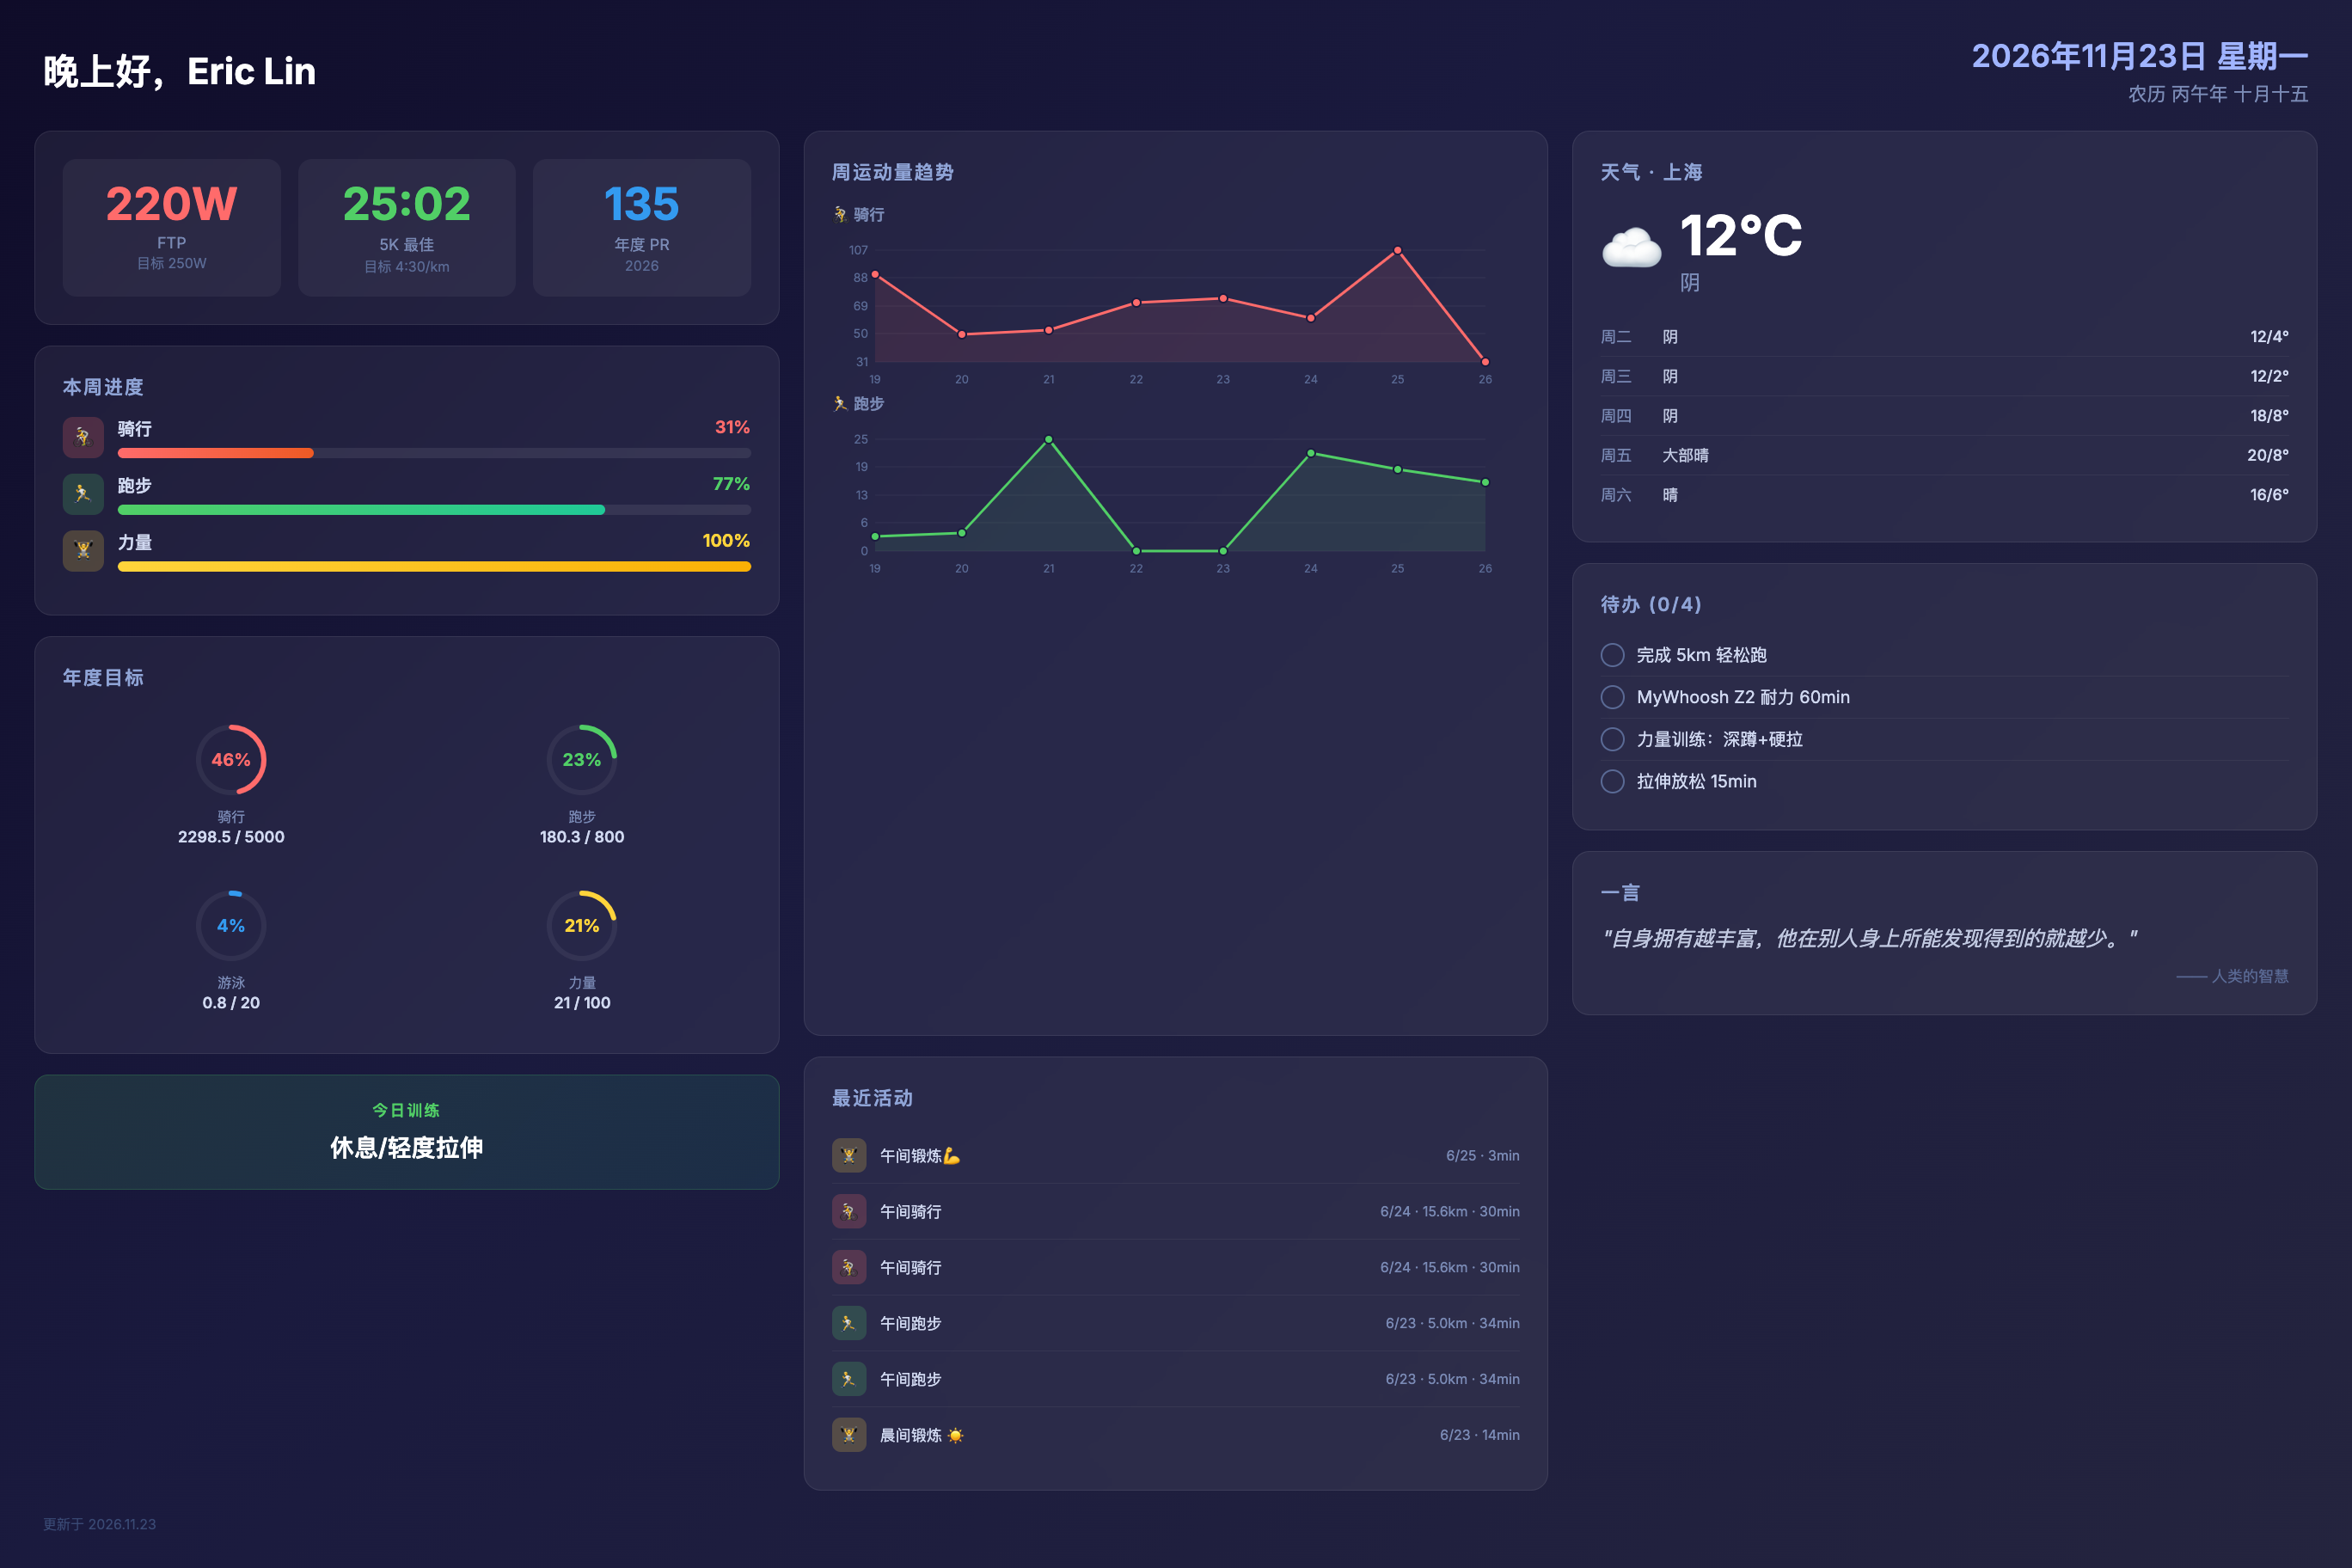 晚上好，Eric Lin
2026年11月23日 星期一
农历 丙午年 十月十五
220W
FTP
目标 250W
25:02
5K 最佳
目标 4:30/km
135
年度 PR
2026
本周进度
骑行 31%
跑步 77%
力量 100%
年度目标
46%
骑行
2298.5 / 5000
23%
跑步
180.3 / 800
4%
游泳
0.8 / 20
21%
力量
21 / 100
今日训练
休息/轻度拉伸
周运动量趋势
骑行
107
88
69
50
31
19 20 21 22 23 24 25 26
跑步
25
19
13
6
0
19 20 21 22 23 24 25 26
最近活动
午间锻炼💪 6/25 · 3min
午间骑行 6/24 · 15.6km · 30min
午间骑行 6/24 · 15.6km · 30min
午间跑步 6/23 · 5.0km · 34min
午间跑步 6/23 · 5.0km · 34min
晨间锻炼 ☀️ 6/23 · 14min
天气 · 上海
12°C
阴
周二 阴 12/4°
周三 阴 12/2°
周四 阴 18/8°
周五 大部晴 20/8°
周六 晴 16/6°
待办 (0/4)
完成 5km 轻松跑
MyWhoosh Z2 耐力 60min
力量训练：深蹲+硬拉
拉伸放松 15min
一言
"自身拥有越丰富，他在别人身上所能发现得到的就越少。"
—— 人类的智慧
更新于 2026.11.23